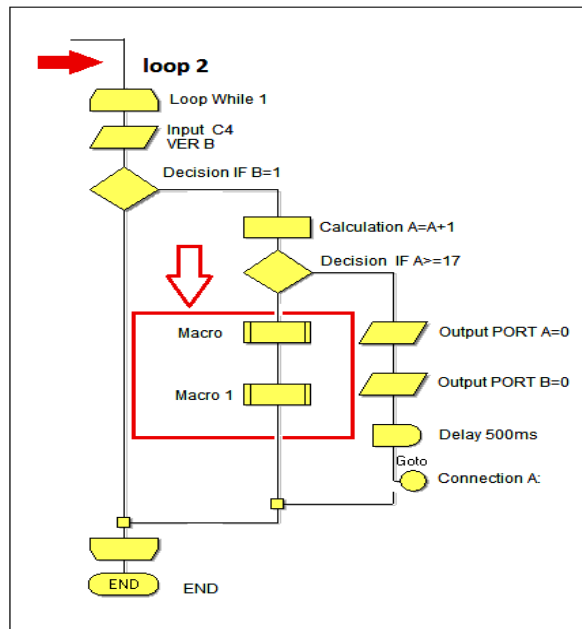 loop 2
Loop While 1
Input C4
VER B
Decision IF B=1
Calculation A=A+1
Decision IF A>=17
Macro
Output PORT A=0
Macro 1
Output PORT B=0
Delay 500ms
Goto
Connection A:
END
END